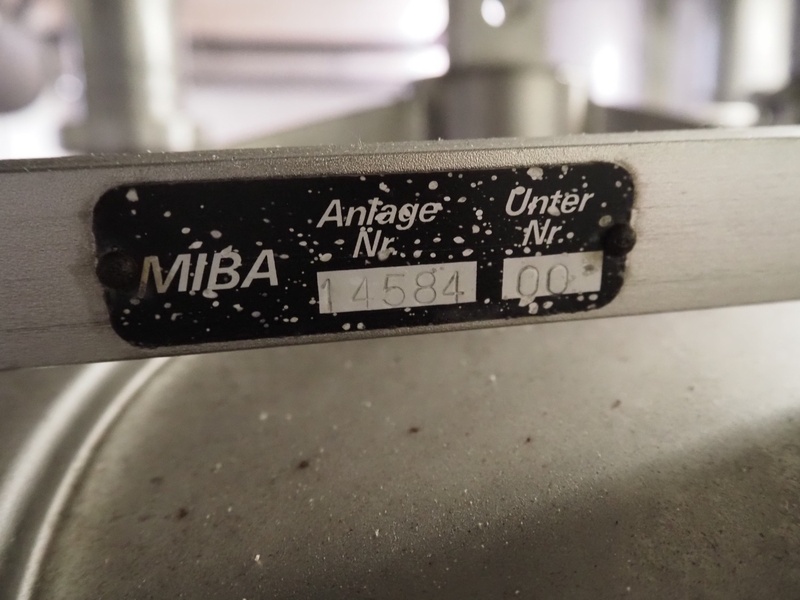 MIBA
Anlage
Nr.
14584
Unter
Nr.
00